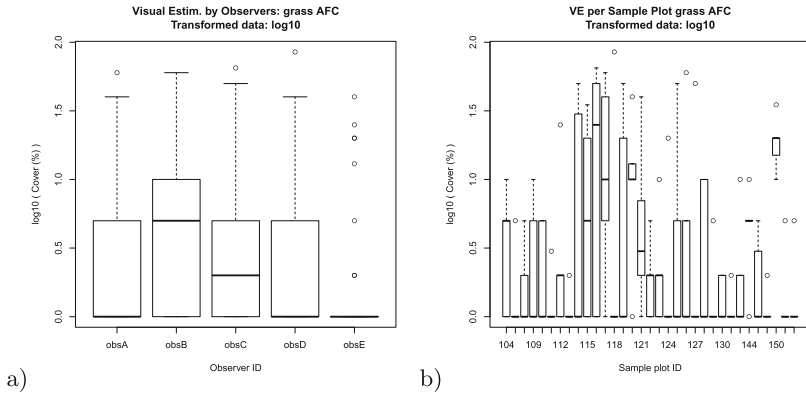 Visual Estim. by Observers: grass AFC
Transformed data: log10
log10 ( Cover (%) )
2.0
1.5
1.0
0.5
0.0
obsA obsB obsC obsD obsE
Observer ID
a)
VE per Sample Plot grass AFC
Transformed data: log10
log10 ( Cover (%) )
2.0
1.5
1.0
0.5
0.0
104 109 112 115 118 121 124 127 130 144 150
Sample plot ID
b)